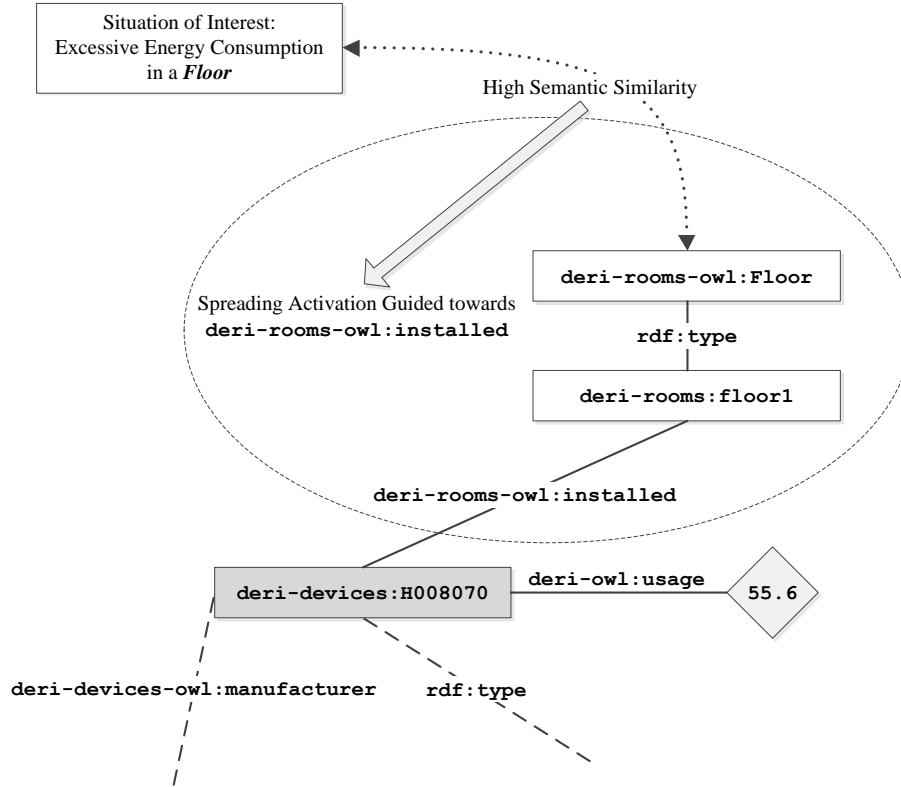 Situation of Interest:
Excessive Energy Consumption
in a Floor
High Semantic Similarity
deri-rooms-owl:Floor
Spreading Activation Guided towards
deri-rooms-owl:installed
rdf:type
deri-rooms:floor1
deri-rooms-owl:installed
deri-owl:usage
deri-devices:H008070
55.6
deri-devices-owl:manufacturer
rdf:type